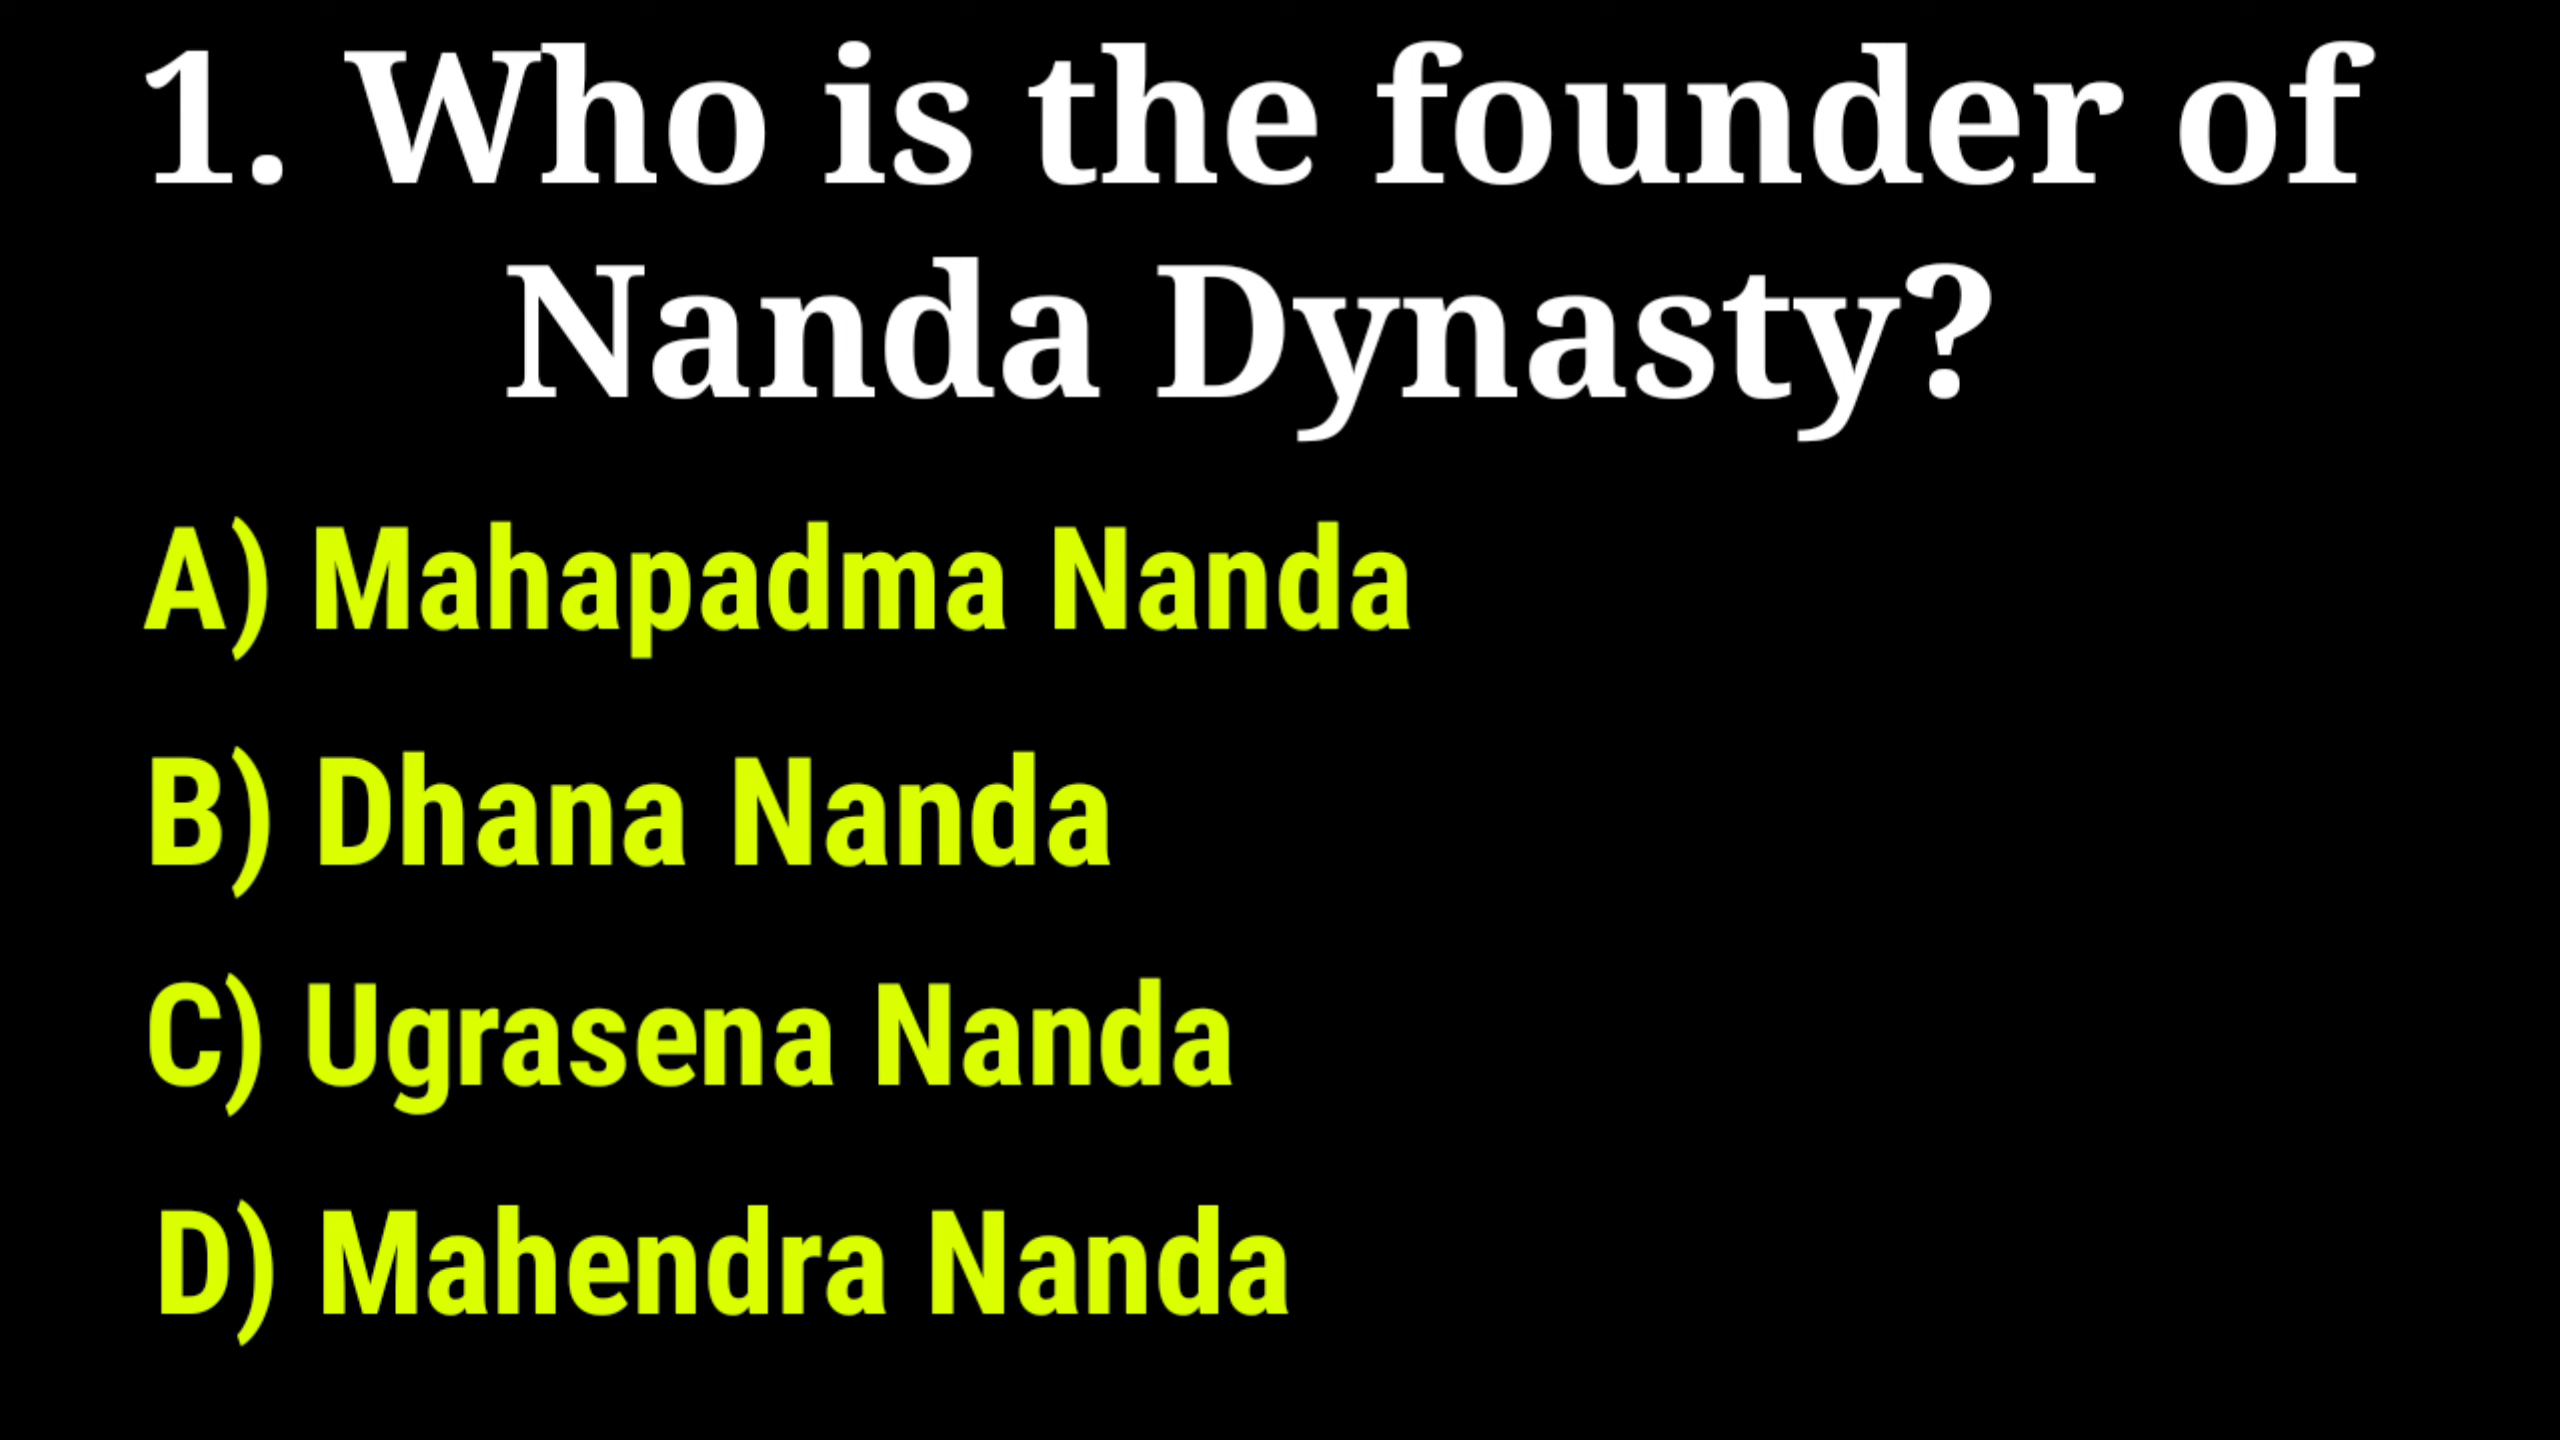 1. Who is the founder of
Nanda Dynasty?
A) Mahapadma Nanda
B) Dhana Nanda
C) Ugrasena Nanda
D) Mahendra Nanda